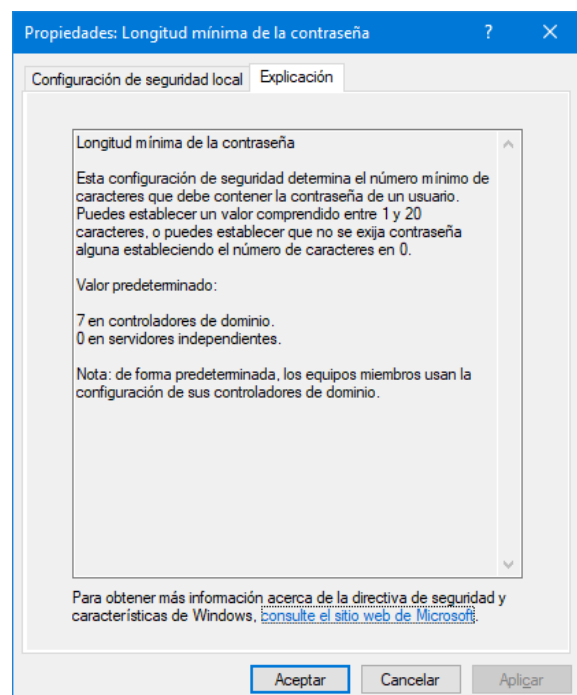 Propiedades: Longitud mínima de la contraseña
Configuración de seguridad local
Explicación
Longitud mínima de la contraseña
Esta configuración de seguridad determina el número mínimo de
caracteres que debe contener la contraseña de un usuario.
Puedes establecer un valor comprendido entre 1 y 20
caracteres, o puedes establecer que no se exija contraseña
alguna estableciendo el número de caracteres en 0.
Valor predeterminado:
7 en controladores de dominio.
0 en servidores independientes.
Nota: de forma predeterminada, los equipos miembros usan la
configuración de sus controladores de dominio.
Para obtener más información acerca de la directiva de seguridad y
características de Windows, consulte el sitio web de Microsoft.
Aceptar
Cancelar
Aplicar